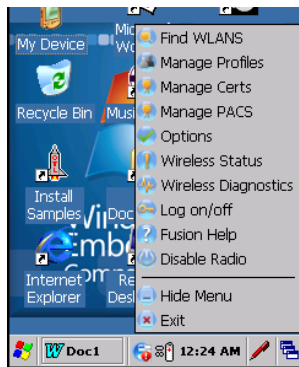 My Device
Recycle Bin
Install
Samples
Internet
Explorer
Find WLANS
Manage Profiles
Manage Certs
Manage PACS
Options
Wireless Status
Wireless Diagnostics
Log on/off
Fusion Help
Disable Radio
Hide Menu
Exit
Doc1
12:24 AM